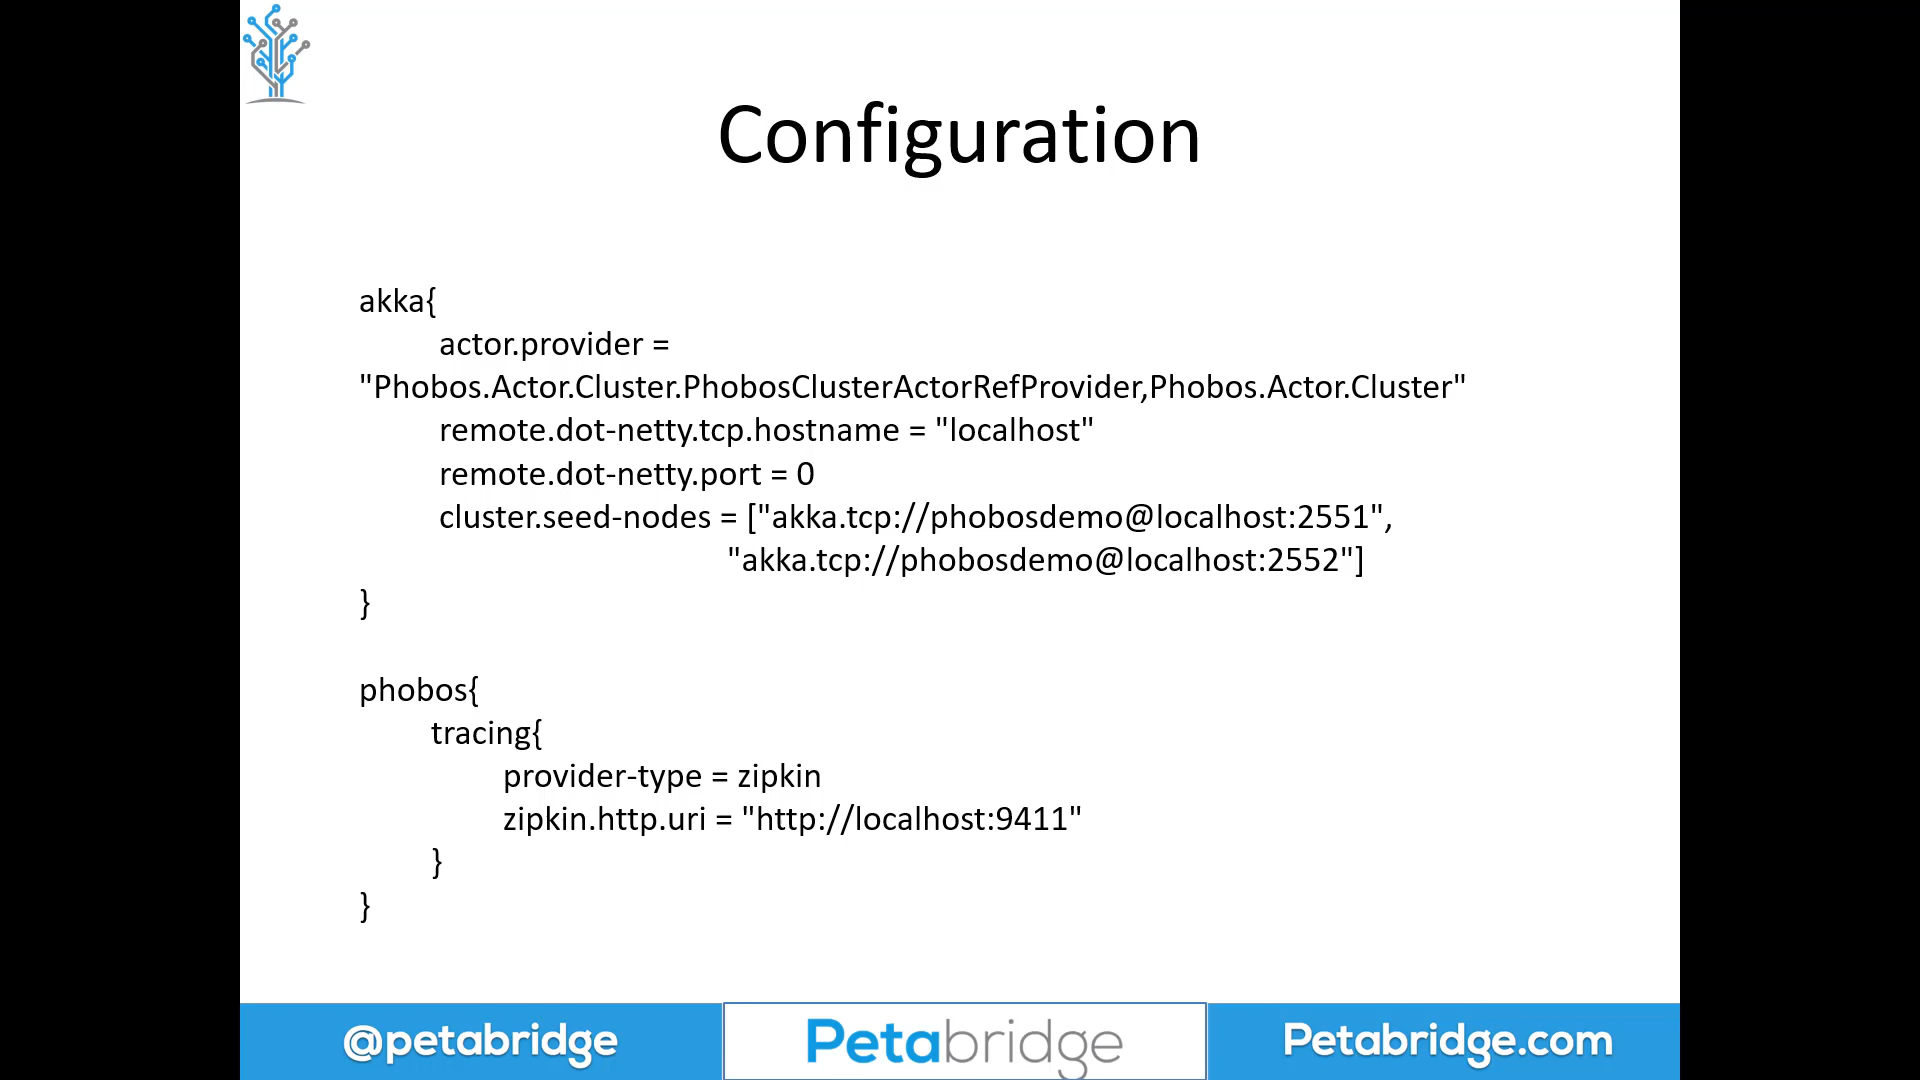 Configuration
akka{
actor.provider =
"Phobos.Actor.Cluster.PhobosClusterActorRefProvider,Phobos.Actor.Cluster"
remote.dot-netty.tcp.hostname = "localhost"
remote.dot-netty.port = 0
cluster.seed-nodes = ["akka.tcp://phobosdemo@localhost:2551",
"akka.tcp://phobosdemo@localhost:2552"]
}
phobos{
tracing{
provider-type = zipkin
zipkin.http.uri = "http://localhost:9411"
}
}
@petabridge
Petabridge
Petabridge.com